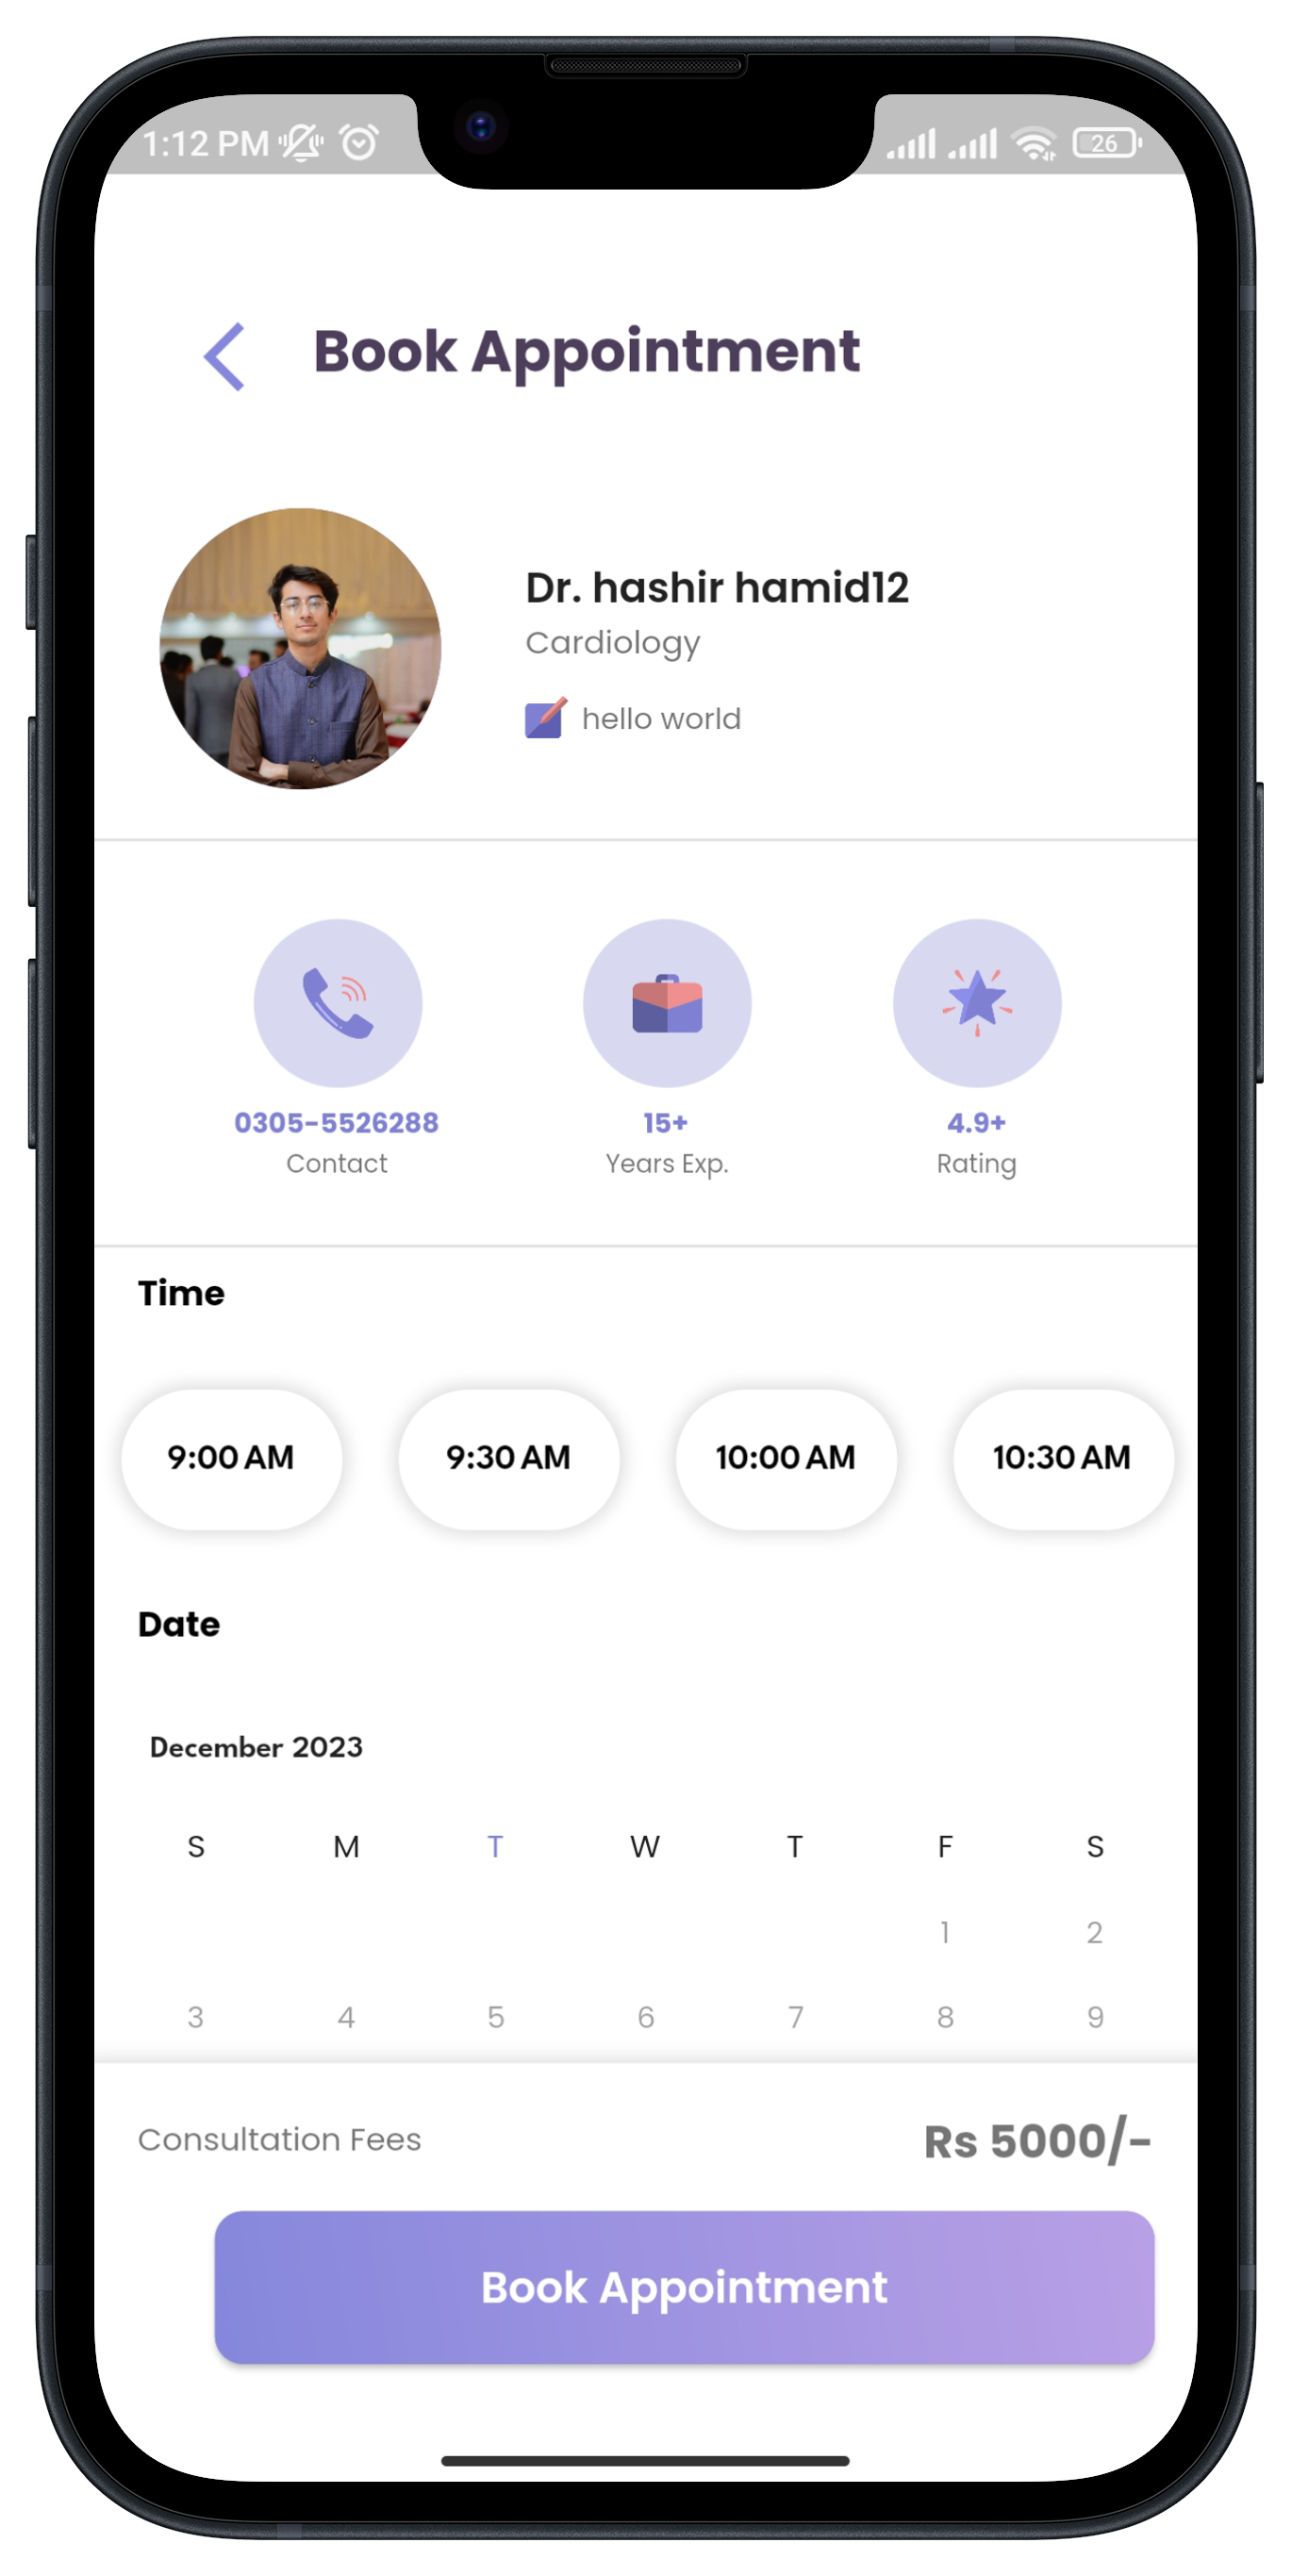 1:12 PM 26
Book Appointment
Dr. hashir hamid12
Cardiology
hello world
0305-5526288 15+ 4.9+
Contact Years Exp. Rating
Time
9:00 AM 9:30 AM 10:00 AM 10:30 AM
Date
December 2023
S M T W T F S
1 2
3 4 5 6 7 8 9
Consultation Fees Rs 5000/-
Book Appointment